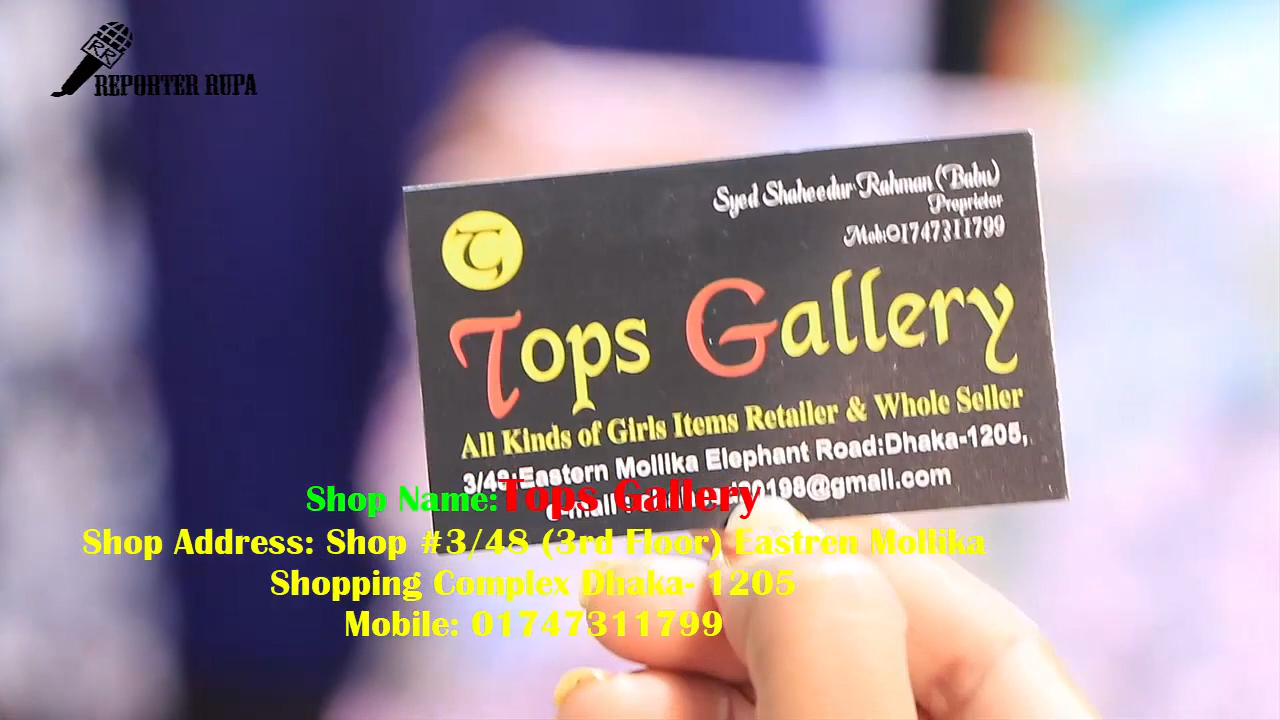 RR
REPORTER RUPA
Syed Shaheedur Rahman (Babu)
Proprietor
Mob:01747311799
Tops Gallery
All Kinds of Girls Items Retailer & Whole Seller
3/48:Eastern Mollika Elephant Road:Dhaka-1205,
Shop Name:Tops Gallery
Shop Address: Shop #3/48 (3rd Floor) Eastren Mollika
Shopping Complex Dhaka- 1205
Mobile: 01747311799